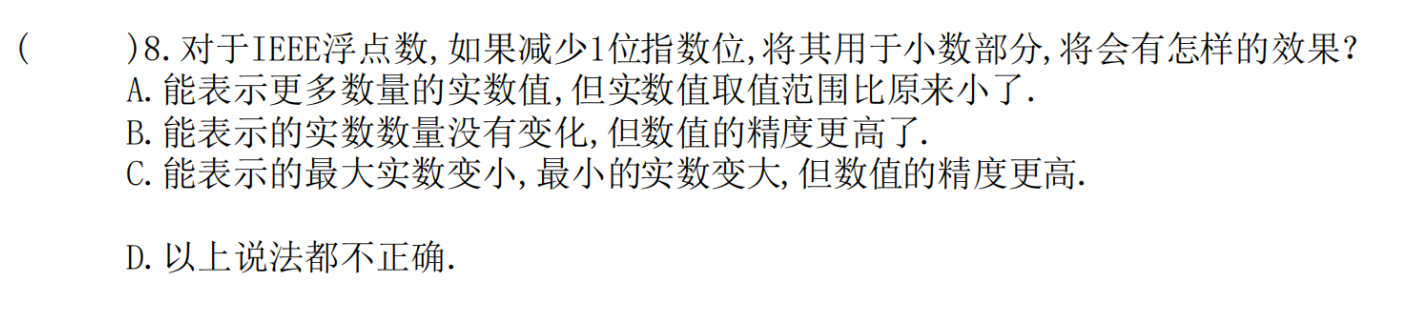 (      )8.对于IEEE浮点数,如果减少1位指数位,将其用于小数部分,将会有怎样的效果?
A.能表示更多数量的实数值,但实数值取值范围比原来小了.
B.能表示的实数数量没有变化,但数值的精度更高了.
C.能表示的最大实数变小,最小的实数变大,但数值的精度更高.
D.以上说法都不正确.